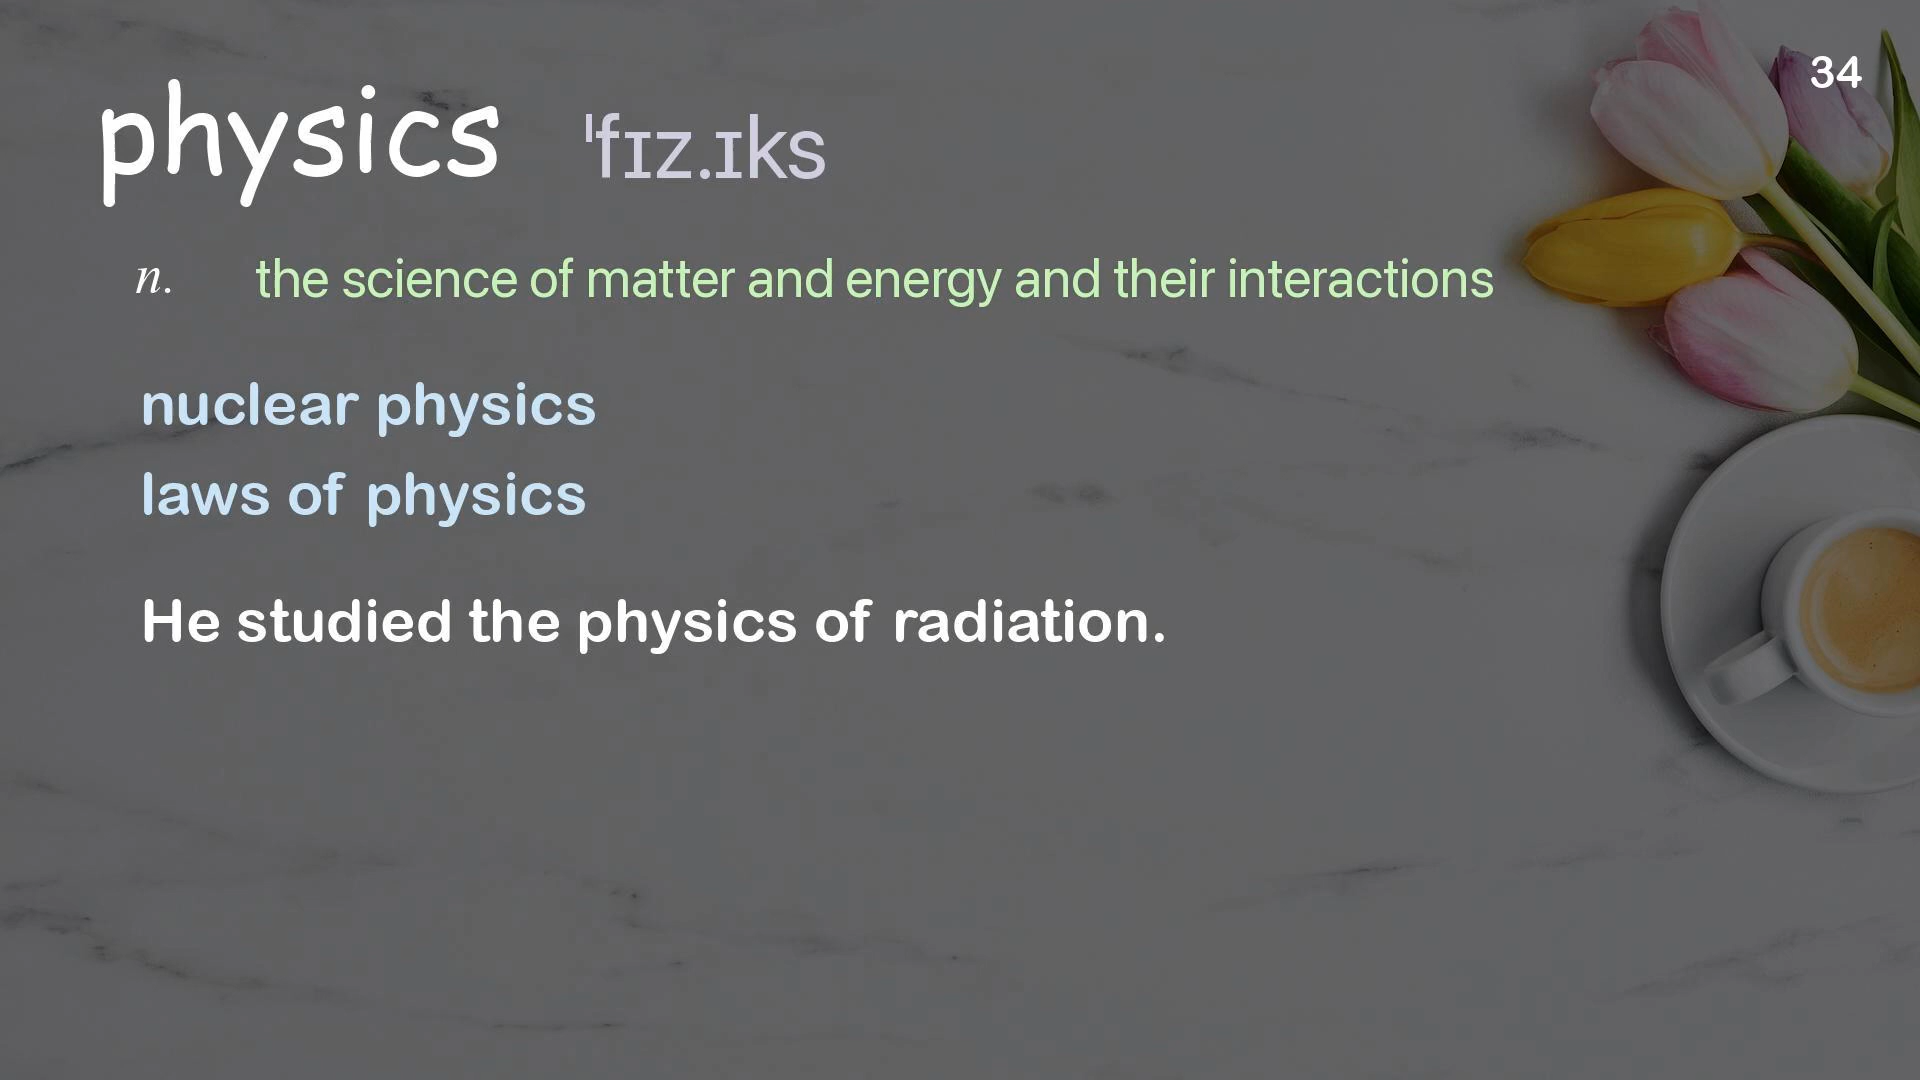 34
physics ˈfɪz.ɪks
n. the science of matter and energy and their interactions
nuclear physics
laws of physics
He studied the physics of radiation.